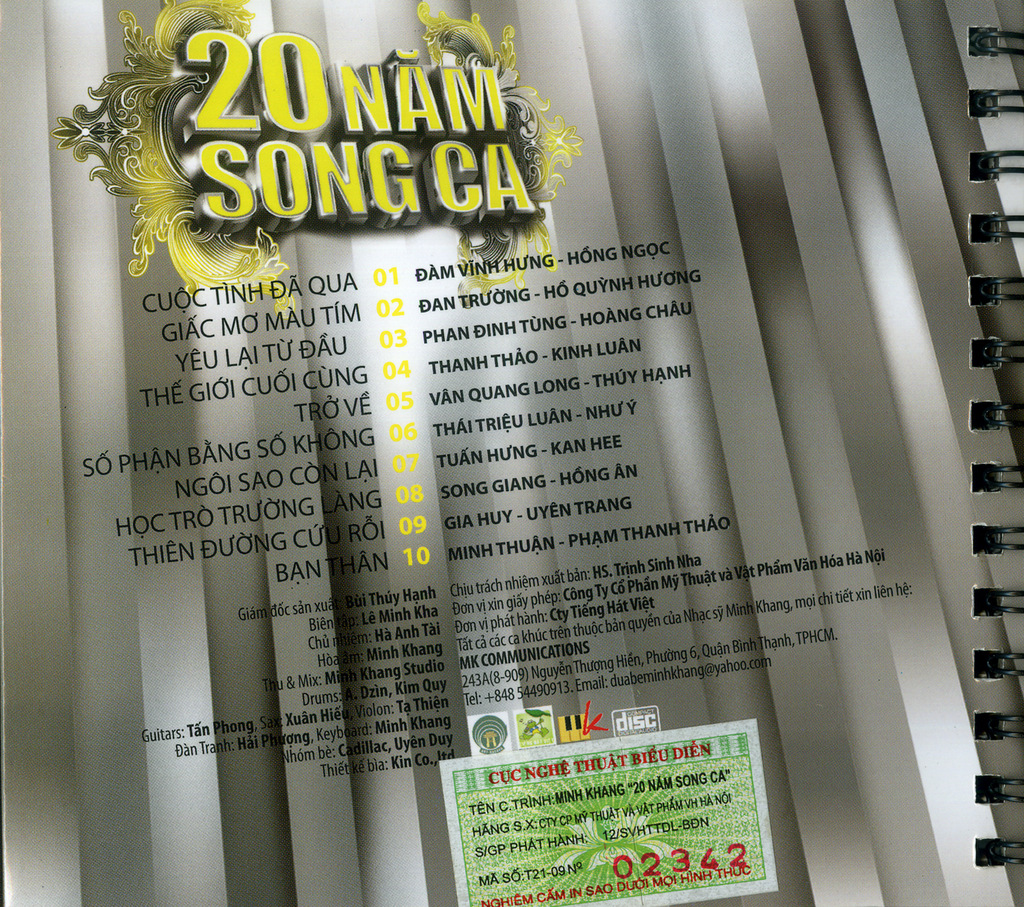 20 NĂM
SONG CA
CUỘC TÌNH ĐÃ QUA 01 ĐÀM VĨNH HƯNG - HỒNG NGỌC
GIẤC MƠ MÀU TÍM 02 ĐAN TRƯỜNG - HỒ QUỲNH HƯƠNG
YÊU LẠI TỪ ĐẦU 03 PHAN ĐINH TÙNG - HOÀNG CHÂU
THẾ GIỚI CUỐI CÙNG 04 THANH THẢO - KINH LUÂN
TRỞ VỀ 05 VÂN QUANG LONG - THÚY HẠNH
SỐ PHẬN BẰNG SỐ KHÔNG 06 THÁI TRIỆU LUÂN - NHƯ Ý
NGÔI SAO CÒN LẠI 07 TUẤN HƯNG - KAN HEE
HỌC TRÒ TRƯỜNG LÀNG 08 SONG GIANG - HỒNG ÂN
THIÊN ĐƯỜNG CỨU RỖI 09 GIA HUY - UYÊN TRANG
BẠN THÂN 10 MINH THUẬN - PHẠM THANH THẢO
Giám đốc sản xuất: Bùi Thúy Hạnh
Biên tập: Lê Minh Kha
Chủ nhiệm: Hà Anh Tài
Hòa âm: Minh Khang
Thu & Mix: Minh Khang Studio
Drums: A. Dzìn, Kim Quy
Guitars: Tấn Phong, Sax: Xuân Hiếu, Violon: Tạ Thiện
Đàn Tranh: Hải Phượng, Keyboard: Minh Khang
Nhóm bè: Cadillac, Uyên Duy
Thiết kế bìa: Kin Co.,ltd
Chịu trách nhiệm xuất bản: HS. Trịnh Sinh Nha
Đơn vị xin giấy phép: Công Ty Cổ Phần Mỹ Thuật và Vật Phẩm Văn Hóa Hà Nội
Đơn vị phát hành: Cty Tiếng Hát Việt
Tất cả các ca khúc trên thuộc bản quyền của Nhạc sỹ Minh Khang, mọi chi tiết xin liên hệ:
MK COMMUNICATIONS
243A(8-909) Nguyễn Thượng Hiền, Phường 6, Quận Bình Thạnh, TPHCM.
Tel: +848 54490913. Email: duabeminhkhang@yahoo.com
k COMPACT
disc
DIGITAL AUDIO
CỤC NGHỆ THUẬT BIỂU DIỄN
TÊN C.TRÌNH: MINH KHANG "20 NĂM SONG CA"
HÃNG S.X: CTY CP MỸ THUẬT VÀ VẬT PHẨM VH HÀ NỘI
S/GP PHÁT HÀNH: 12/SVHTTDL-BĐN
MÃ SỐ:T21-09 Nº 02342
NGHIÊM CẤM IN SAO DƯỚI MỌI HÌNH THỨC